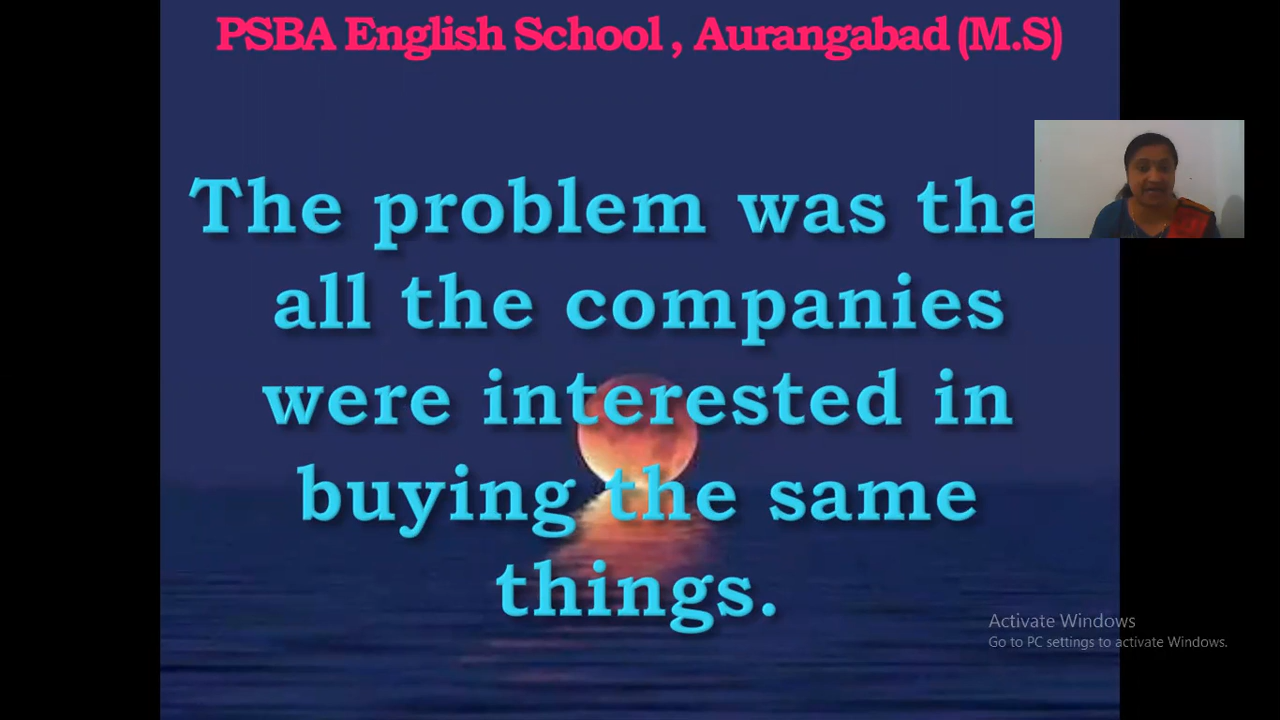 PSBA English School , Aurangabad (M.S)
The problem was tha
all the companies
were interested in
buying the same
things.
Activate Windows
Go to PC settings to activate Windows.